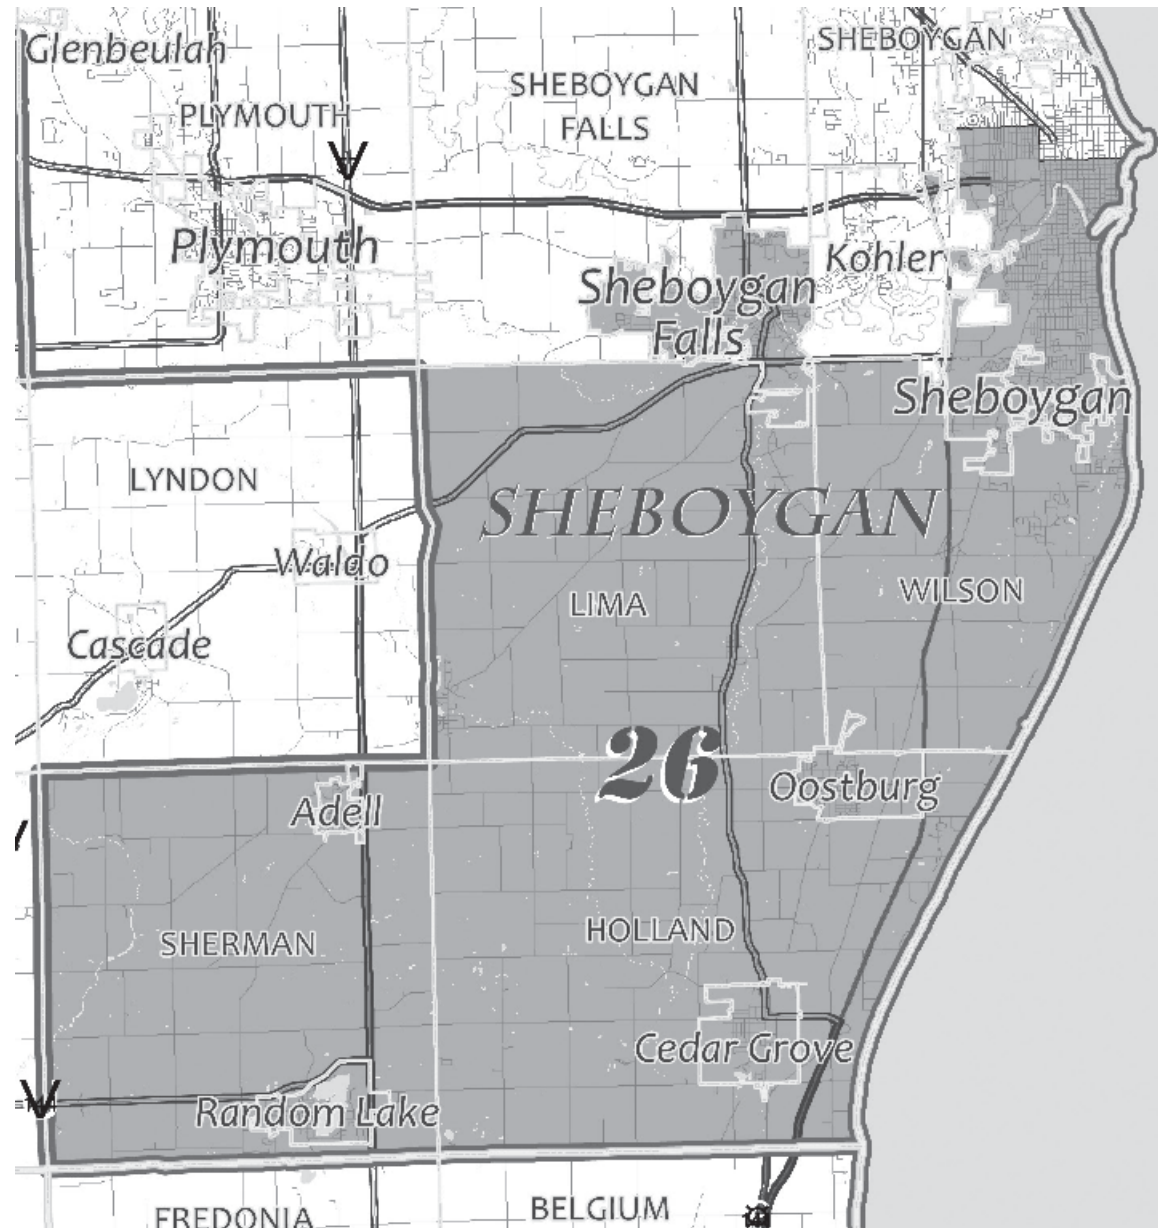 SHEBOYGAN
Glenbeulah
SHEBOYGAN
FALLS
PLYMOUTH
Plymouth
Kohler
Sheboygan
Falls
Sheboygan
LYNDON
SHEBOYGAN
Waldo
LIMA
WILSON
Cascade
26
Oostburg
Adell
HOLLAND
SHERMAN
Cedar Grove
Random Lake
BELGIUM
FREDONIA